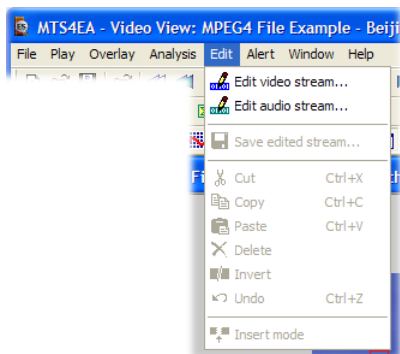 MTS4EA - Video View: MPEG4 File Example - Beiji
File Play Overlay Analysis Edit Alert Window Help
Edit video stream...
Edit audio stream...
Save edited stream...
Cut Ctrl+X
Copy Ctrl+C
Paste Ctrl+V
Delete
Invert
Undo Ctrl+Z
Insert mode